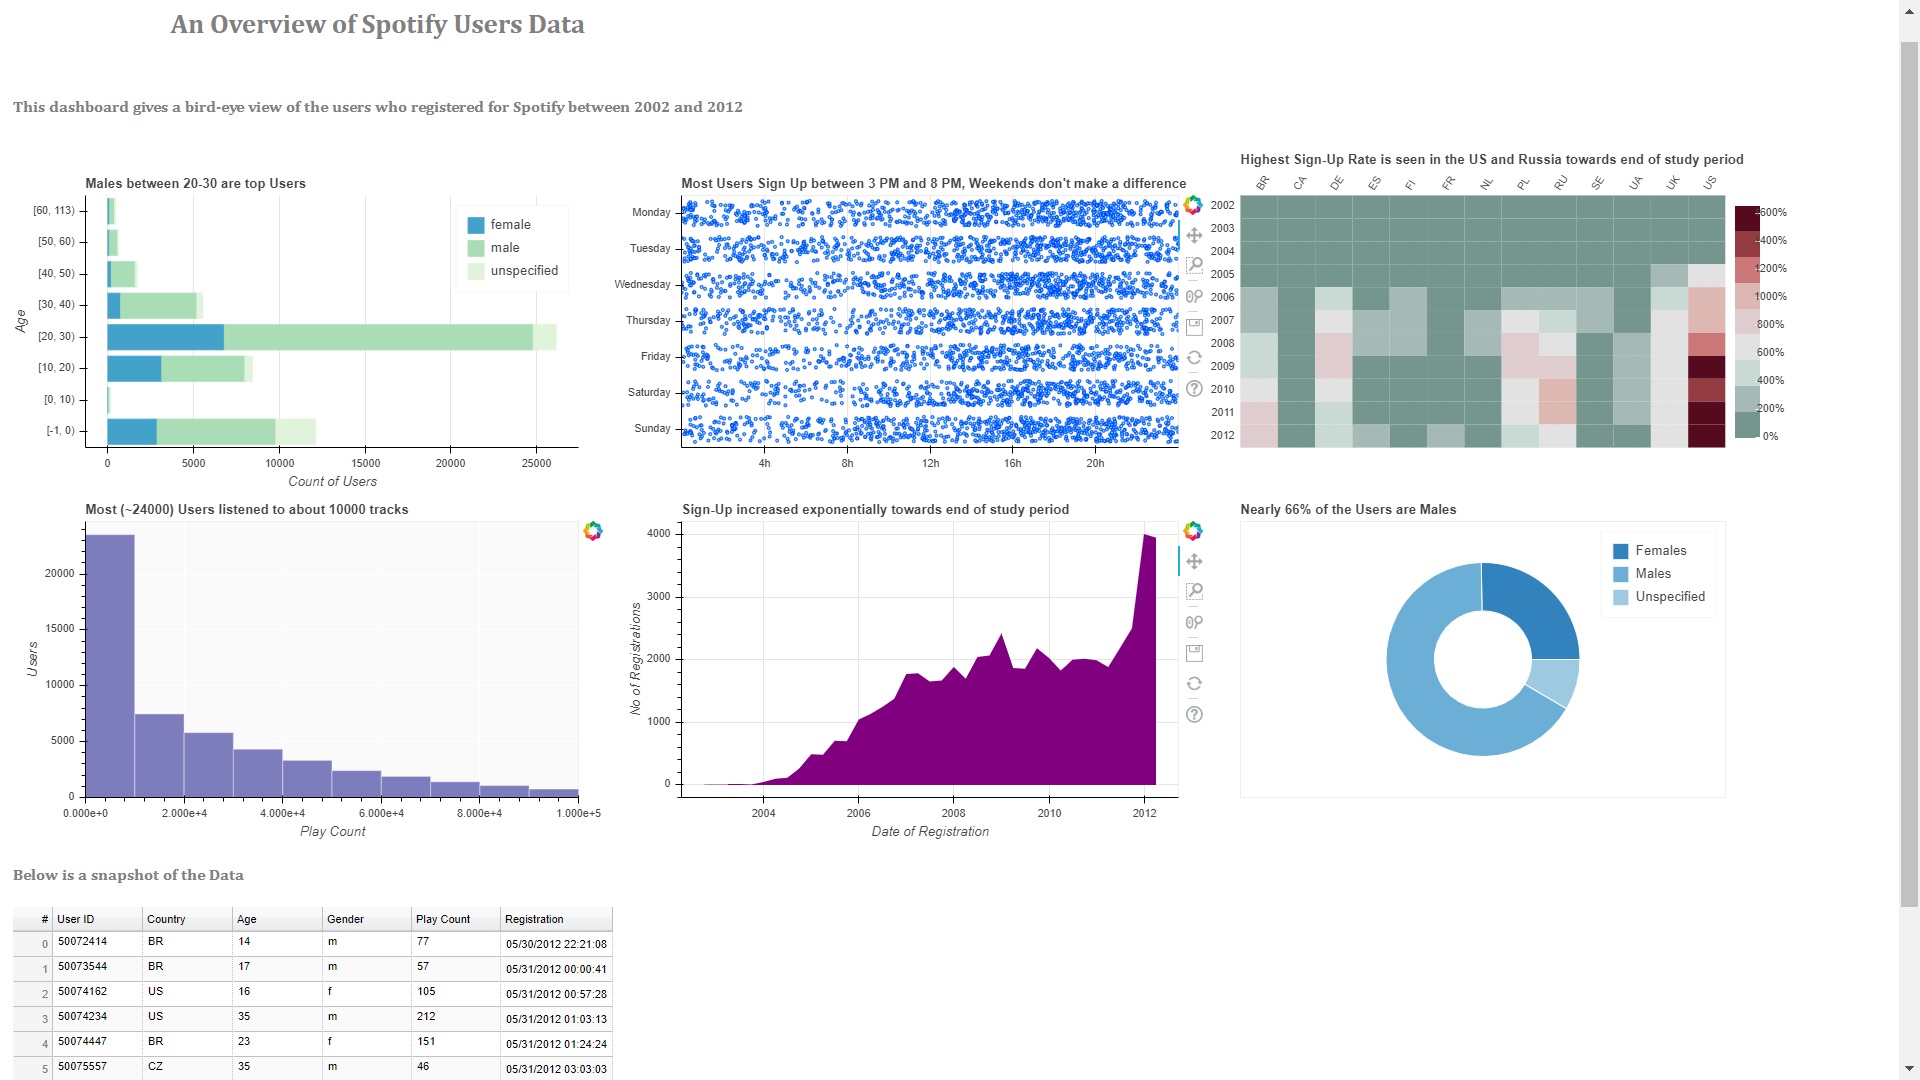 An Overview of Spotify Users Data
This dashboard gives a bird-eye view of the users who registered for Spotify between 2002 and 2012
Males between 20-30 are top Users
[60, 113)
[50, 60)
[40, 50)
[30, 40)
[20, 30)
[10, 20)
[0, 10)
[-1, 0)
Age
female
male
unspecified
0 5000 10000 15000 20000 25000
Count of Users
Most Users Sign Up between 3 PM and 8 PM, Weekends don't make a difference
Monday
Tuesday
Wednesday
Thursday
Friday
Saturday
Sunday
4h 8h 12h 16h 20h
Highest Sign-Up Rate is seen in the US and Russia towards end of study period
BR CA DE ES FI FR NL PL RU SE UA UK US
2002
2003
2004
2005
2006
2007
2008
2009
2010
2011
2012
1600%
1400%
1200%
1000%
800%
600%
400%
200%
0%
Most (~24000) Users listened to about 10000 tracks
20000
15000
10000
5000
0
Users
0.000e+0 2.000e+4 4.000e+4 6.000e+4 8.000e+4 1.000e+5
Play Count
Sign-Up increased exponentially towards end of study period
4000
3000
2000
1000
0
No of Registrations
2004 2006 2008 2010 2012
Date of Registration
Nearly 66% of the Users are Males
Females
Males
Unspecified
Below is a snapshot of the Data
# User ID Country Age Gender Play Count Registration
0 50072414 BR 14 m 77 05/30/2012 22:21:08
1 50073544 BR 17 m 57 05/31/2012 00:00:41
2 50074162 US 16 f 105 05/31/2012 00:57:28
3 50074234 US 35 m 212 05/31/2012 01:03:13
4 50074447 BR 23 f 151 05/31/2012 01:24:24
5 50075557 CZ 35 m 46 05/31/2012 03:03:03